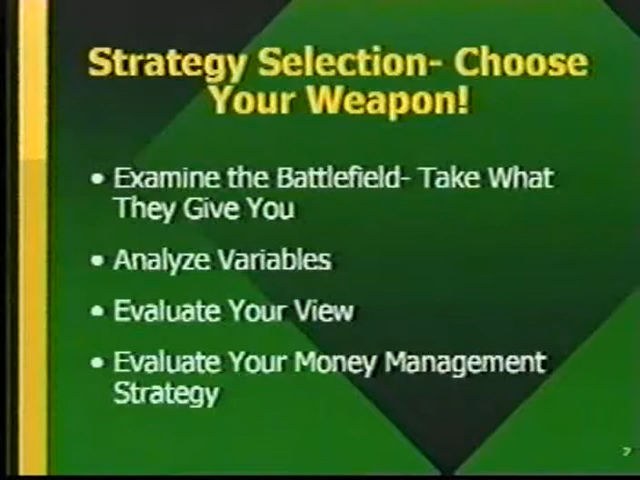 Strategy Selection- Choose
Your Weapon!
• Examine the Battlefield- Take What
They Give You
• Analyze Variables
• Evaluate Your View
• Evaluate Your Money Management
Strategy
7